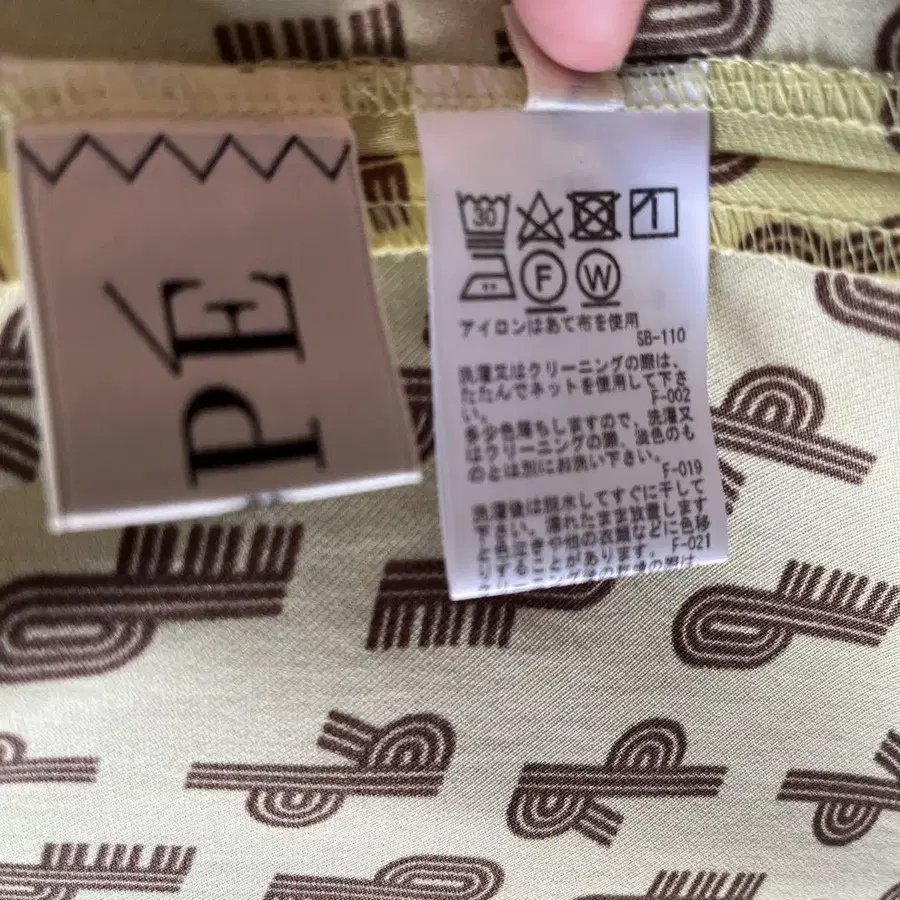 PÉ
30
F W
アイロンはあて布を使用
SB-110
洗濯又はクリーニングの際は、
たたんでネットを使用して下さ
い。
F-002
多少色落ちしますので、洗濯又
はクリーニングの際、淡色のも
のとは別にお洗い下さい。
F-019
洗濯後は脱水してすぐに干して
下さい。濡れたまま放置します
と色泣きや他の衣類などに色移
りすることがあります。
F-021